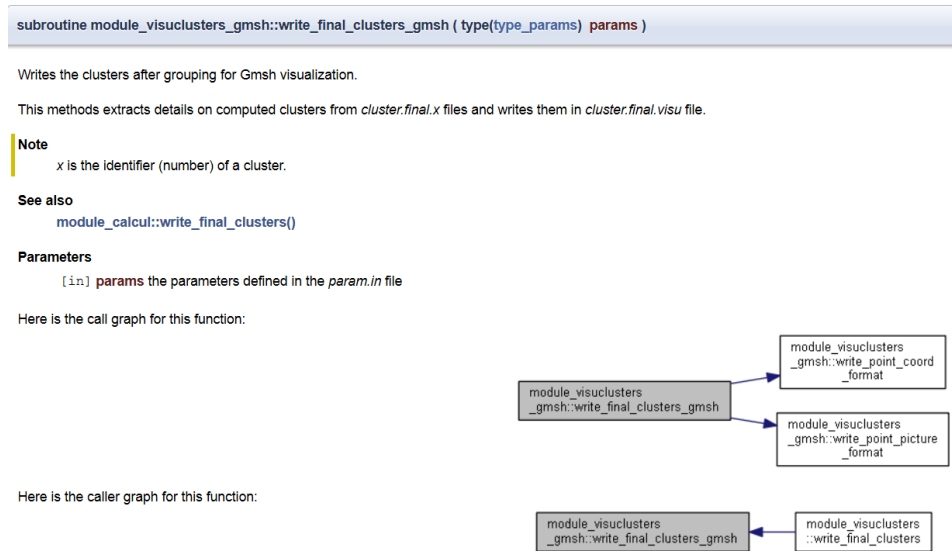 subroutine module_visuclusters_gmsh::write_final_clusters_gmsh ( type(type_params) params )
Writes the clusters after grouping for Gmsh visualization.
This methods extracts details on computed clusters from cluster.final.x files and writes them in cluster.final.visu file.
Note
x is the identifier (number) of a cluster.
See also
module_calcul::write_final_clusters()
Parameters
[in] params the parameters defined in the param.in file
Here is the call graph for this function:
module_visuclusters
_gmsh::write_final_clusters_gmsh
module_visuclusters
_gmsh::write_point_coord
_format
module_visuclusters
_gmsh::write_point_picture
_format
Here is the caller graph for this function:
module_visuclusters
_gmsh::write_final_clusters_gmsh
module_visuclusters
::write_final_clusters